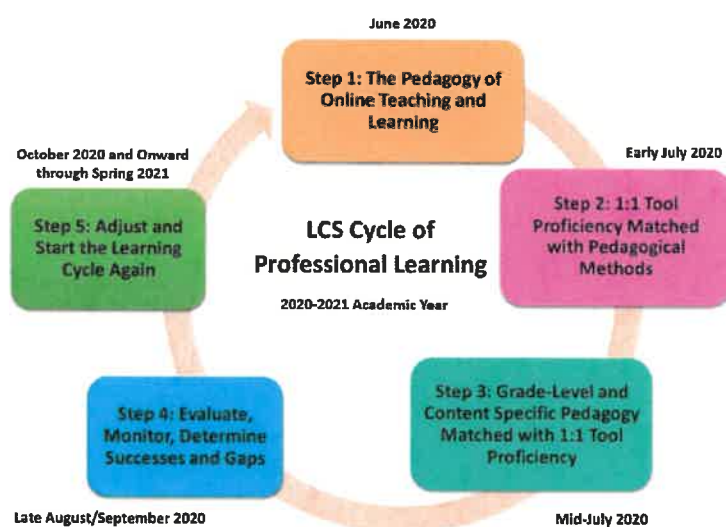 June 2020
Step 1: The Pedagogy of
Online Teaching and
Learning
Early July 2020
Step 2: 1:1 Tool
Proficiency Matched
with Pedagogical
Methods
Step 3: Grade-Level and
Content Specific Pedagogy
Matched with 1:1 Tool
Proficiency
Mid-July 2020
Step 4: Evaluate,
Monitor, Determine
Successes and Gaps
Late August/September 2020
October 2020 and Onward
through Spring 2021
Step 5: Adjust and
Start the Learning
Cycle Again
LCS Cycle of
Professional Learning
2020-2021 Academic Year